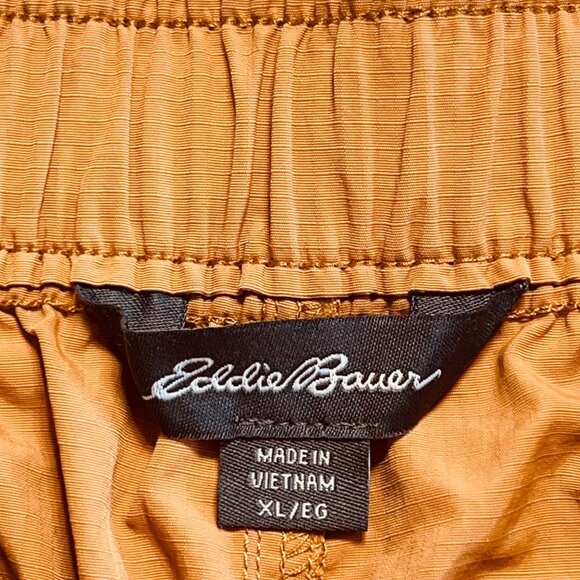 Eddie Bauer
MADE IN
VIETNAM
XL/EG